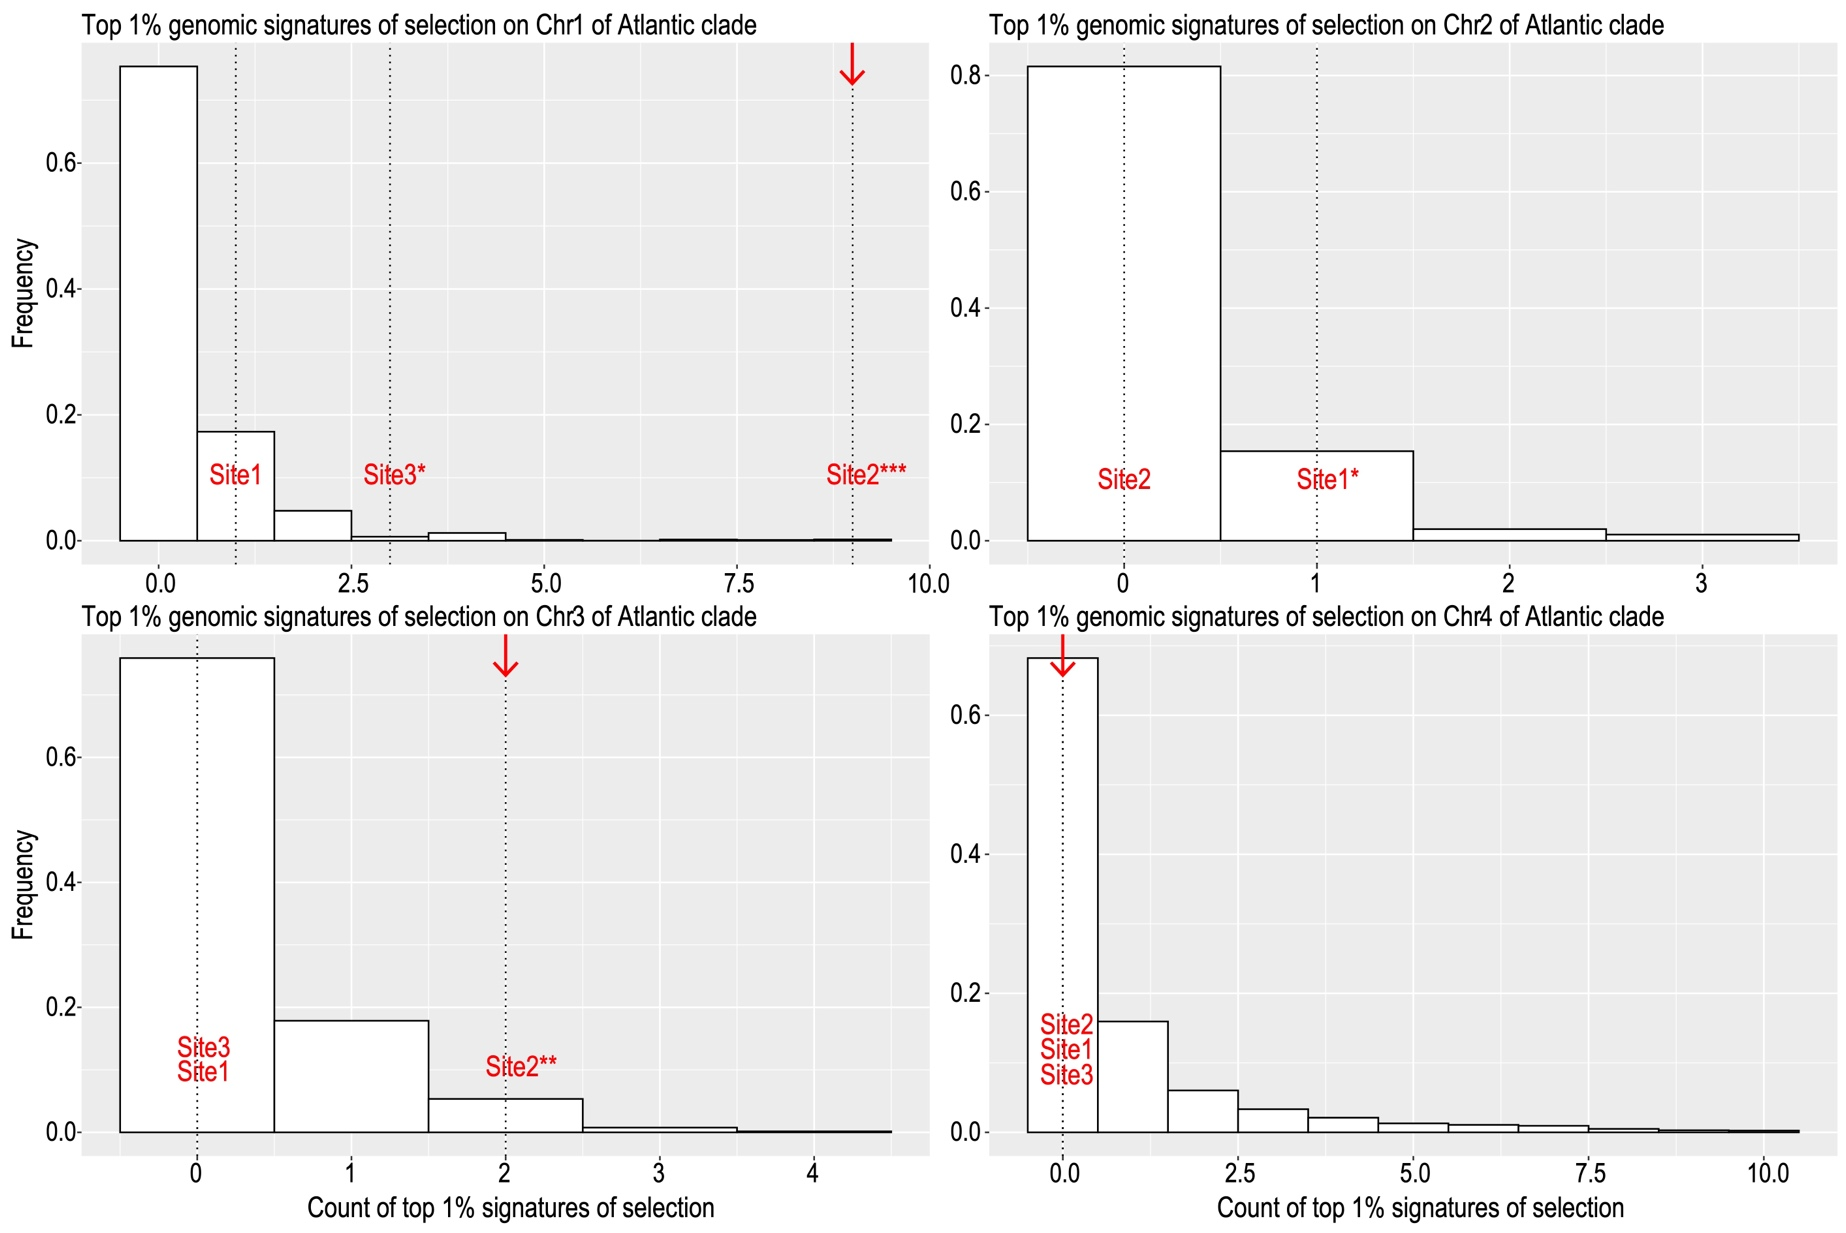 Top 1% genomic signatures of selection on Chr1 of Atlantic clade
Frequency
0.6
0.4
0.2
0.0
Site1
Site3*
Site2***
0.0
2.5
5.0
7.5
10.0
Top 1% genomic signatures of selection on Chr2 of Atlantic clade
0.8
0.6
0.4
0.2
0.0
Site2
Site1*
0
1
2
3
Top 1% genomic signatures of selection on Chr3 of Atlantic clade
Frequency
0.6
0.4
0.2
0.0
Site3
Site1
Site2**
0
1
2
3
4
Count of top 1% signatures of selection
Top 1% genomic signatures of selection on Chr4 of Atlantic clade
0.6
0.4
0.2
0.0
Site2
Site1
Site3
0.0
2.5
5.0
7.5
10.0
Count of top 1% signatures of selection